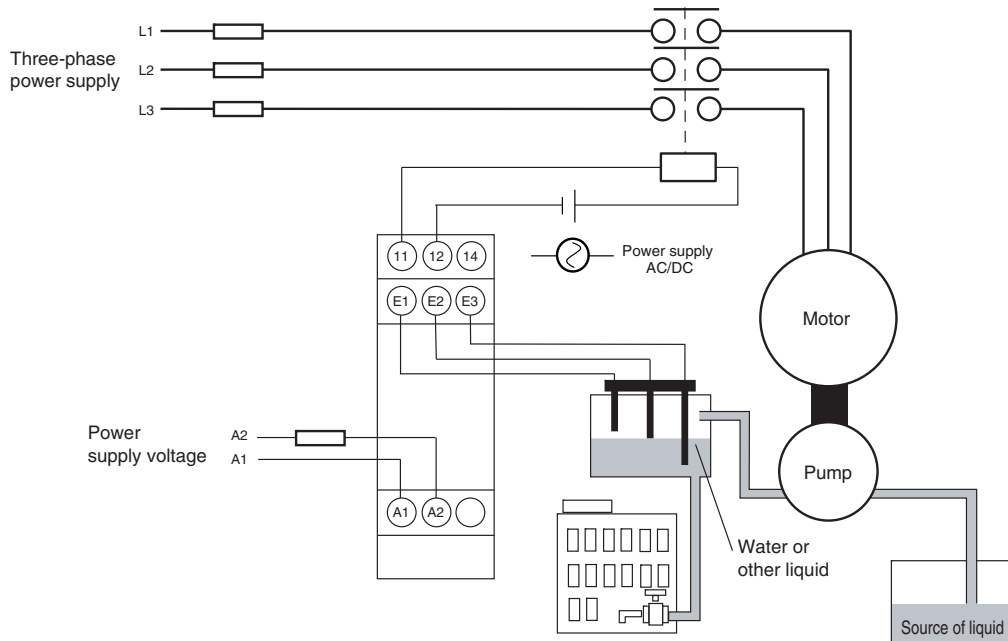 L1
Three-phase
power supply
L2
L3
11 12 14
Power supply
AC/DC
E1 E2 E3
Motor
Power
supply voltage
A2
A1
Pump
A1 A2
Water or
other liquid
Source of liquid